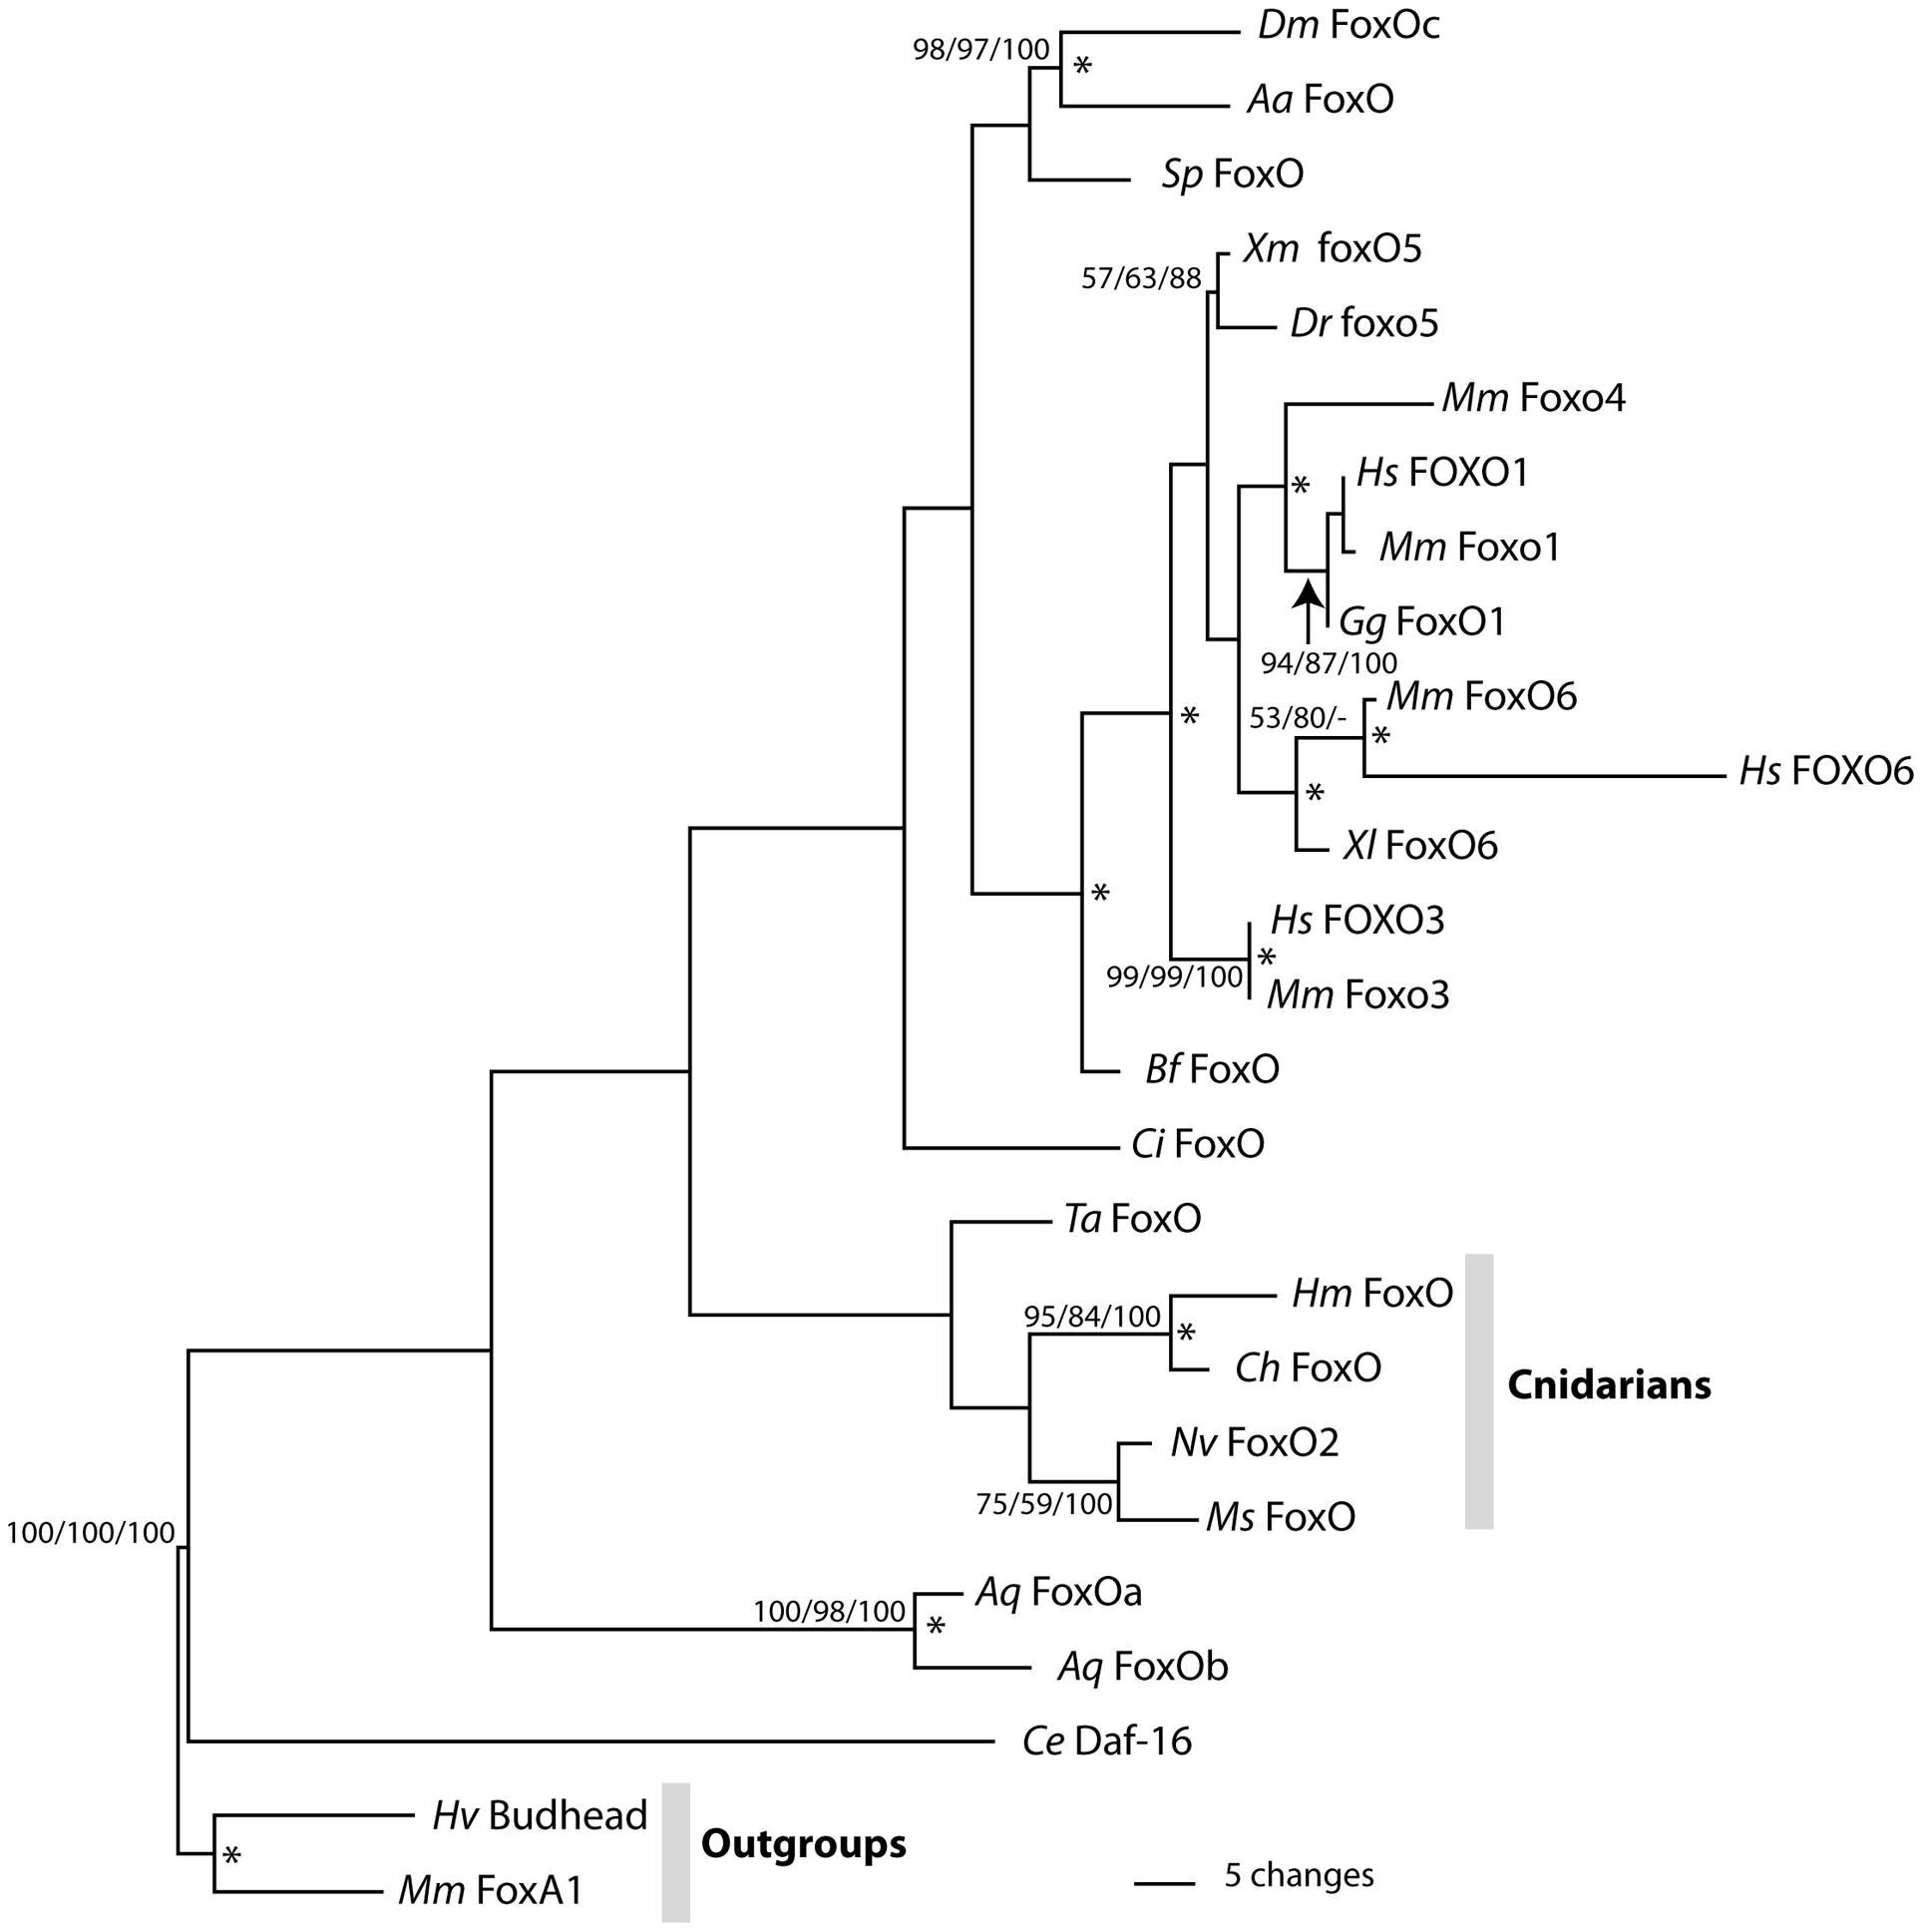 Dm FoxOc
98/97/100
*
Aa FoxO
Sp FoxO
Xm foxO5
57/63/88
Dr foxo5
Mm Foxo4
Hs FOXO1
*
Mm Foxo1
Gg FoxO1
94/87/100
Mm FoxO6
53/80/-
*
*
Hs FOXO6
*
Xl FoxO6
*
Hs FOXO3
*
99/99/100
Mm Foxo3
Bf FoxO
Ci FoxO
Ta FoxO
Hm FoxO
95/84/100
*
Ch FoxO
Cnidarians
Nv FoxO2
75/59/100
Ms FoxO
100/100/100
Aq FoxOa
100/98/100
*
Aq FoxOb
Ce Daf-16
Hv Budhead
*
Outgroups
Mm FoxA1
5 changes